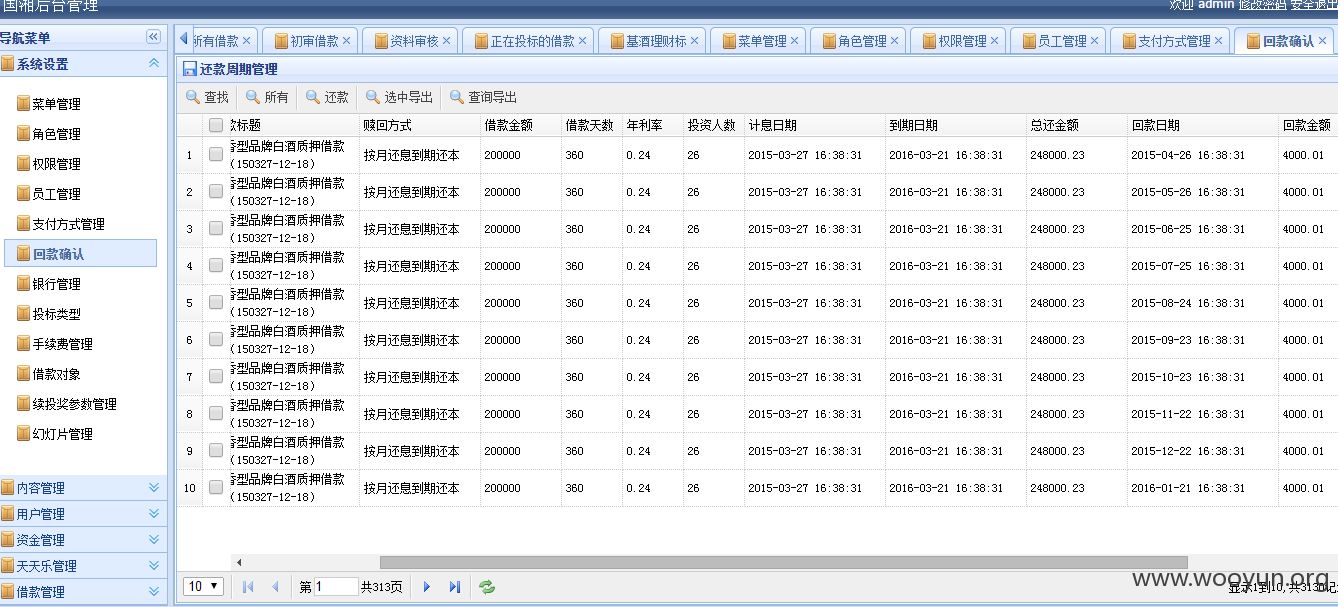 国湘后台管理
欢迎 admin 修改密码 安全退出
导航菜单
系统设置
菜单管理
角色管理
权限管理
员工管理
支付方式管理
回款确认
银行管理
投标类型
手续费管理
借款对象
续投奖参数管理
幻灯片管理
内容管理
用户管理
资金管理
天天乐管理
借款管理
所有借款 初审借款 资料审核 正在投标的借款 基酒理财标 菜单管理 角色管理 权限管理 员工管理 支付方式管理 回款确认
还款周期管理
查找 所有 还款 选中导出 查询导出
款标题 赎回方式 借款金额 借款天数 年利率 投资人数 计息日期 到期日期 总还金额 回款日期 回款金额
香型品牌白酒质押借款
1 (150327-12-18) 按月还息到期还本 200000 360 0.24 26 2015-03-27 16:38:31 2016-03-21 16:38:31 248000.23 2015-04-26 16:38:31 4000.01
香型品牌白酒质押借款
2 (150327-12-18) 按月还息到期还本 200000 360 0.24 26 2015-03-27 16:38:31 2016-03-21 16:38:31 248000.23 2015-05-26 16:38:31 4000.01
香型品牌白酒质押借款
3 (150327-12-18) 按月还息到期还本 200000 360 0.24 26 2015-03-27 16:38:31 2016-03-21 16:38:31 248000.23 2015-06-25 16:38:31 4000.01
香型品牌白酒质押借款
4 (150327-12-18) 按月还息到期还本 200000 360 0.24 26 2015-03-27 16:38:31 2016-03-21 16:38:31 248000.23 2015-07-25 16:38:31 4000.01
香型品牌白酒质押借款
5 (150327-12-18) 按月还息到期还本 200000 360 0.24 26 2015-03-27 16:38:31 2016-03-21 16:38:31 248000.23 2015-08-24 16:38:31 4000.01
香型品牌白酒质押借款
6 (150327-12-18) 按月还息到期还本 200000 360 0.24 26 2015-03-27 16:38:31 2016-03-21 16:38:31 248000.23 2015-09-23 16:38:31 4000.01
香型品牌白酒质押借款
7 (150327-12-18) 按月还息到期还本 200000 360 0.24 26 2015-03-27 16:38:31 2016-03-21 16:38:31 248000.23 2015-10-23 16:38:31 4000.01
香型品牌白酒质押借款
8 (150327-12-18) 按月还息到期还本 200000 360 0.24 26 2015-03-27 16:38:31 2016-03-21 16:38:31 248000.23 2015-11-22 16:38:31 4000.01
香型品牌白酒质押借款
9 (150327-12-18) 按月还息到期还本 200000 360 0.24 26 2015-03-27 16:38:31 2016-03-21 16:38:31 248000.23 2015-12-22 16:38:31 4000.01
香型品牌白酒质押借款
10 (150327-12-18) 按月还息到期还本 200000 360 0.24 26 2015-03-27 16:38:31 2016-03-21 16:38:31 248000.23 2016-01-21 16:38:31 4000.01
10 第 1 共313页
www.wooyun.org
显示1到10,共3130记